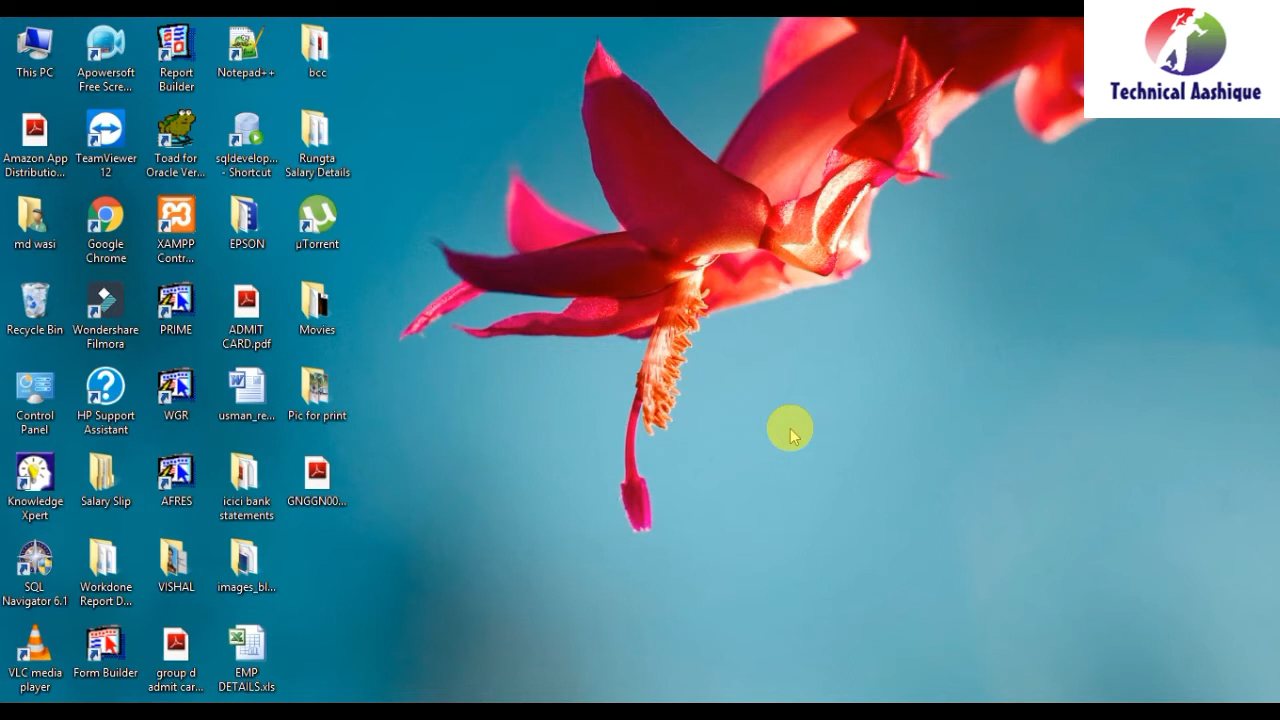 This PC
Apowersoft
Free Scre...
Report
Builder
Notepad++
bcc
Technical Aashique
Amazon App
Distributio...
TeamViewer
12
Toad for
Oracle Ver...
sqldevelop...
- Shortcut
Rungta
Salary Details
md wasi
Google
Chrome
XAMPP
Contr...
EPSON
µTorrent
Recycle Bin
Wondershare
Filmora
PRIME
ADMIT
CARD.pdf
Movies
Control
Panel
HP Support
Assistant
WGR
usman_re...
Pic for print
Knowledge
Xpert
Salary Slip
AFRES
icici bank
statements
GNGGN00...
SQL
Navigator 6.1
Workdone
Report D...
VISHAL
images_bl...
VLC media
player
Form Builder
group d
admit car...
EMP
DETAILS.xls